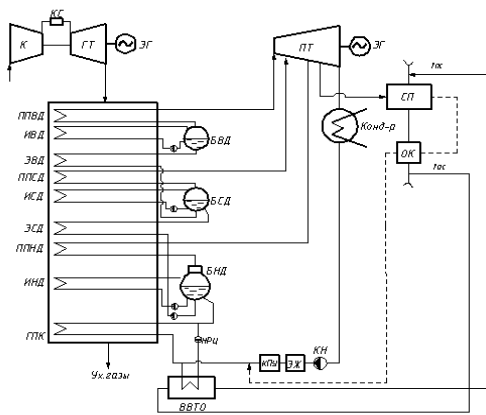 КС
К
ГТ
ЭГ
ПТ
ЭГ
tпс
СП
Конд-р
ОК
tос
ППВД
ИВД
БВД
ЭВД
ППСД
ИСД
БСД
ЭСД
ППНД
БНД
ИНД
НРЦ
ГПК
КПУ
ЭЖ
КН
Ух.газы
ВВТО